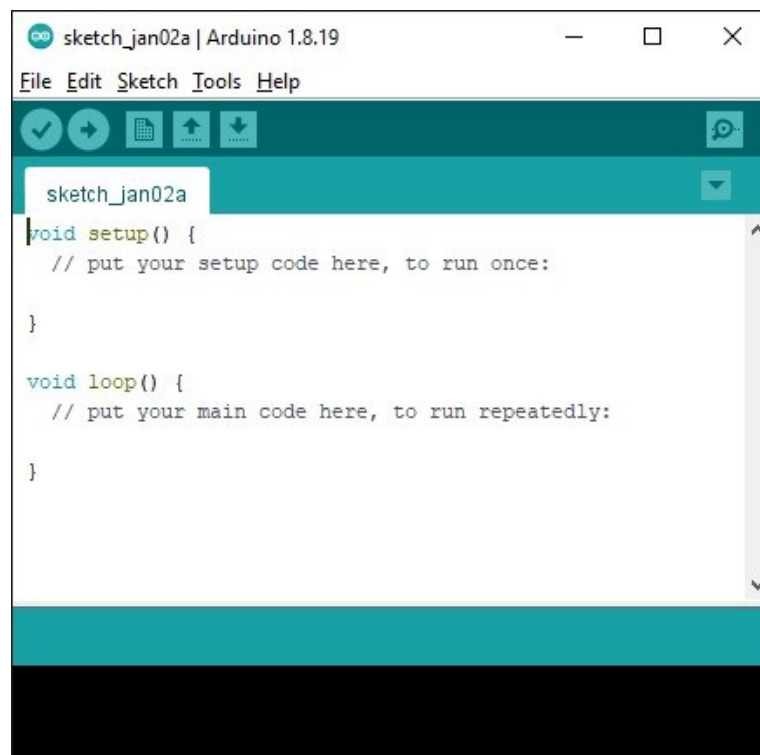 sketch_jan02a | Arduino 1.8.19
File Edit Sketch Tools Help
sketch_jan02a
void setup() {
  // put your setup code here, to run once:
}
void loop() {
  // put your main code here, to run repeatedly:
}